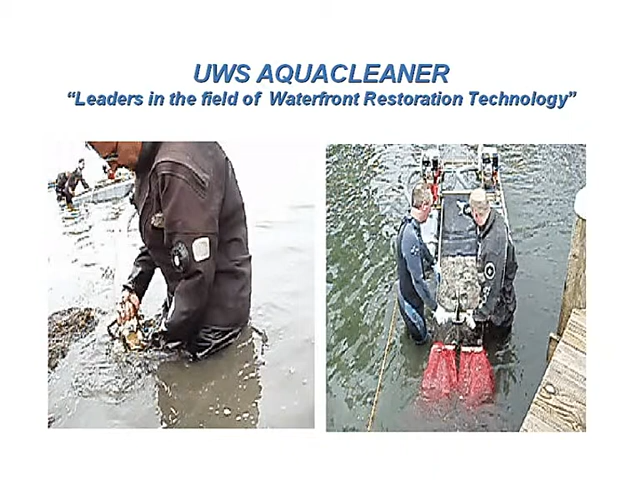 UWS AQUACLEANER
“Leaders in the field of Waterfront Restoration Technology”